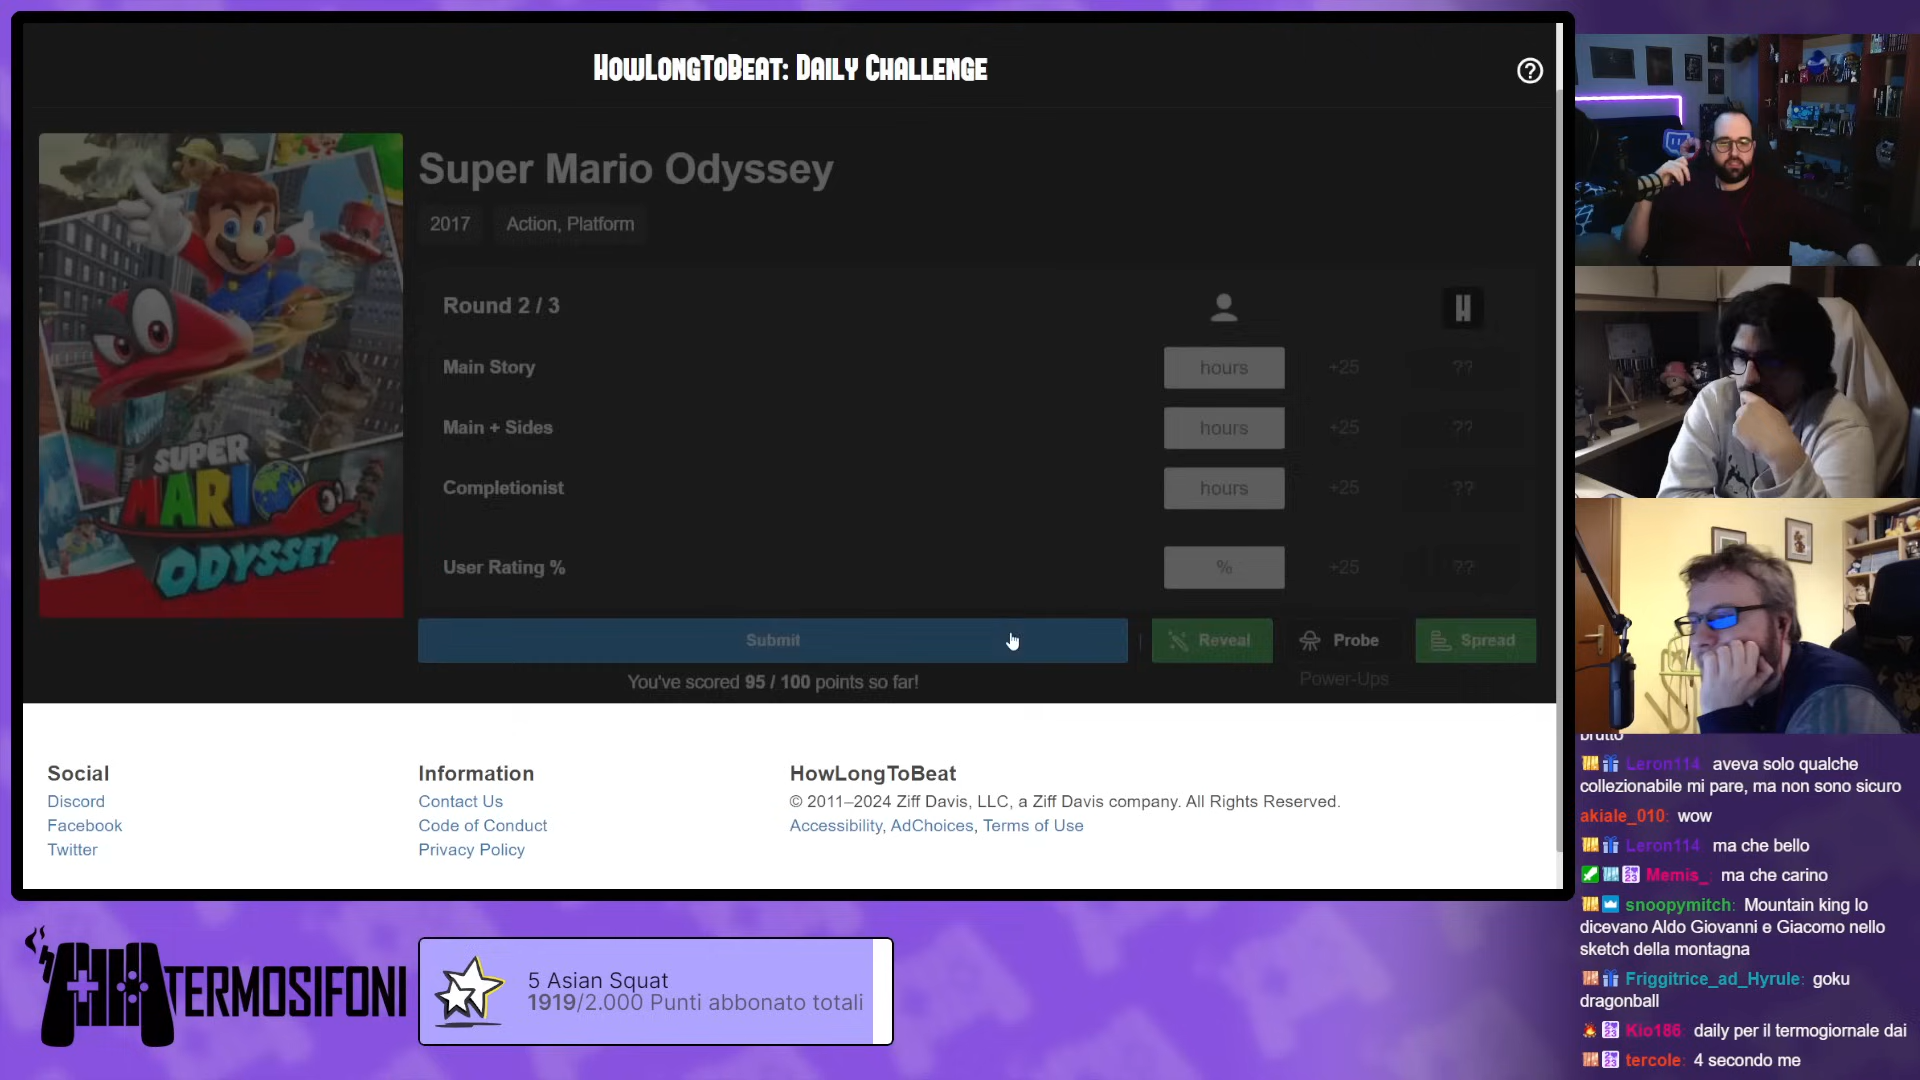 HowLongToBeat: Daily Challenge
Super Mario Odyssey
2017
Action, Platform
Round 2 / 3
Main Story
hours
+25
??
Main + Sides
hours
+25
??
Completionist
hours
+25
??
User Rating %
%
+25
??
Submit
Reveal
Probe
Spread
You've scored 95 / 100 points so far!
Power-Ups
SUPER
MARIO
ODYSSEY
Social
Discord
Facebook
Twitter
Information
Contact Us
Code of Conduct
Privacy Policy
HowLongToBeat
© 2011–2024 Ziff Davis, LLC, a Ziff Davis company. All Rights Reserved.
Accessibility, AdChoices, Terms of Use
TERMOSIFONI
5 Asian Squat
1919/2.000 Punti abbonato totali
brutto
Leron114 aveva solo qualche
collezionabile mi pare, ma non sono sicuro
akiale_010: wow
Leron114 ma che bello
Memis_: ma che carino
snoopymitch: Mountain king lo
dicevano Aldo Giovanni e Giacomo nello
sketch della montagna
Friggitrice_ad_Hyrule: goku
dragonball
Kio186: daily per il termogiornale dai
tercole: 4 secondo me